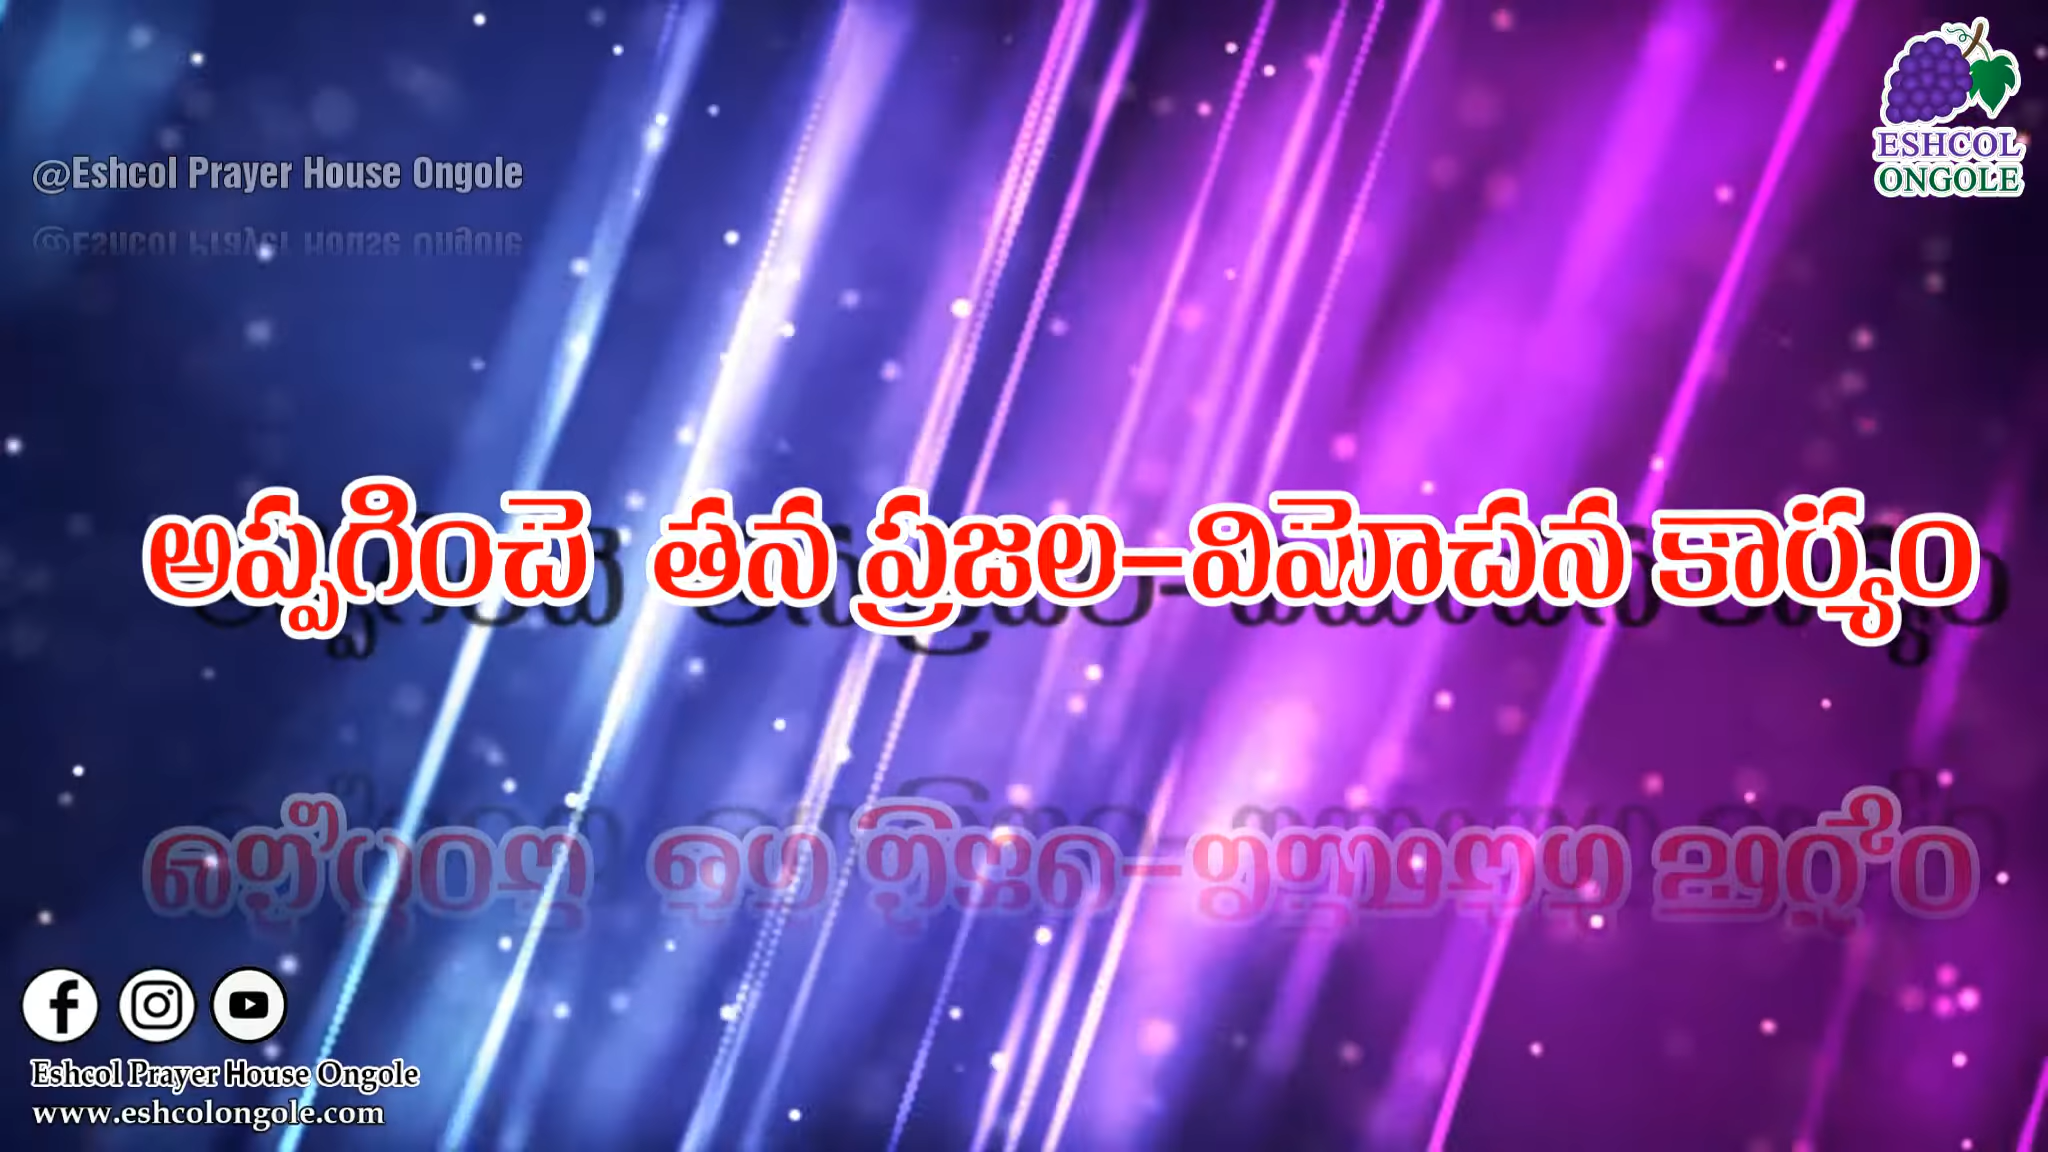 @Eshcol Prayer House Ongole
ESHCOL
ONGOLE
అప్పగించె తన ప్రజల-విమోచన కార్యం
Eshcol Prayer House Ongole
www.eshcolongole.com